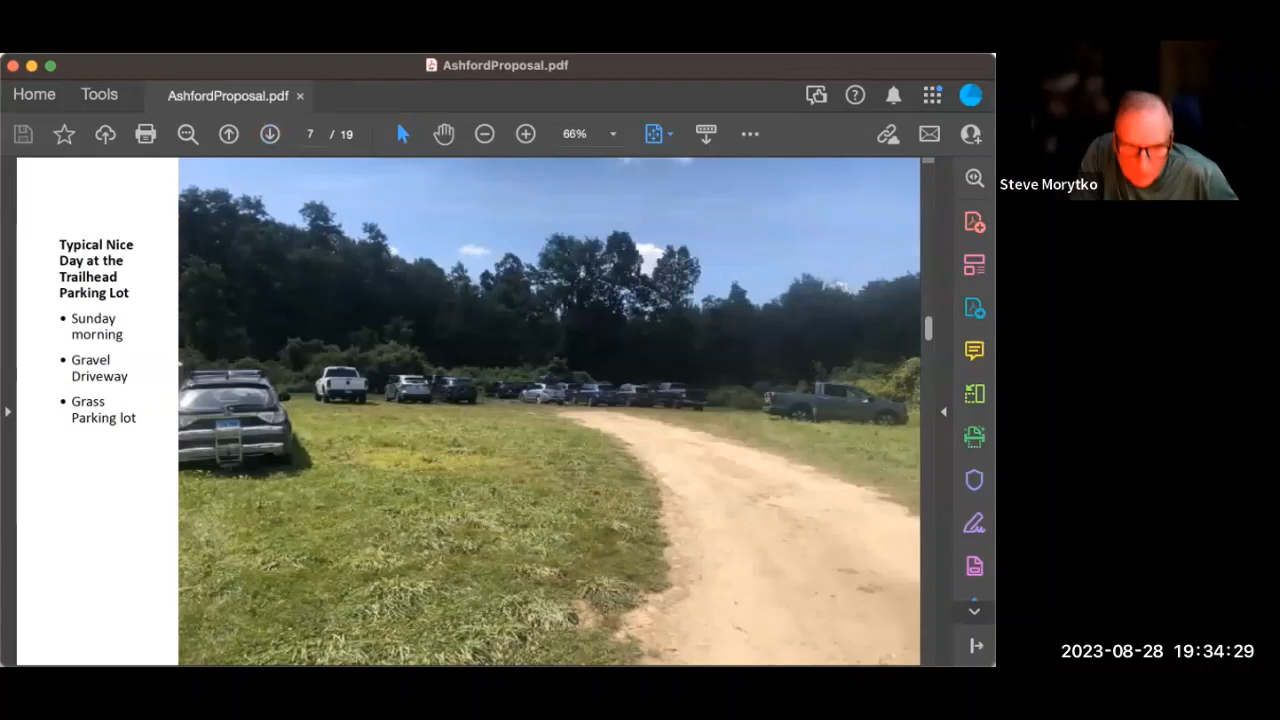 AshfordProposal.pdf
Home Tools AshfordProposal.pdf ×
7 / 19 66%
Typical Nice
Day at the
Trailhead
Parking Lot
• Sunday
morning
• Gravel
Driveway
• Grass
Parking lot
Steve Morytko
2023-08-28 19:34:29